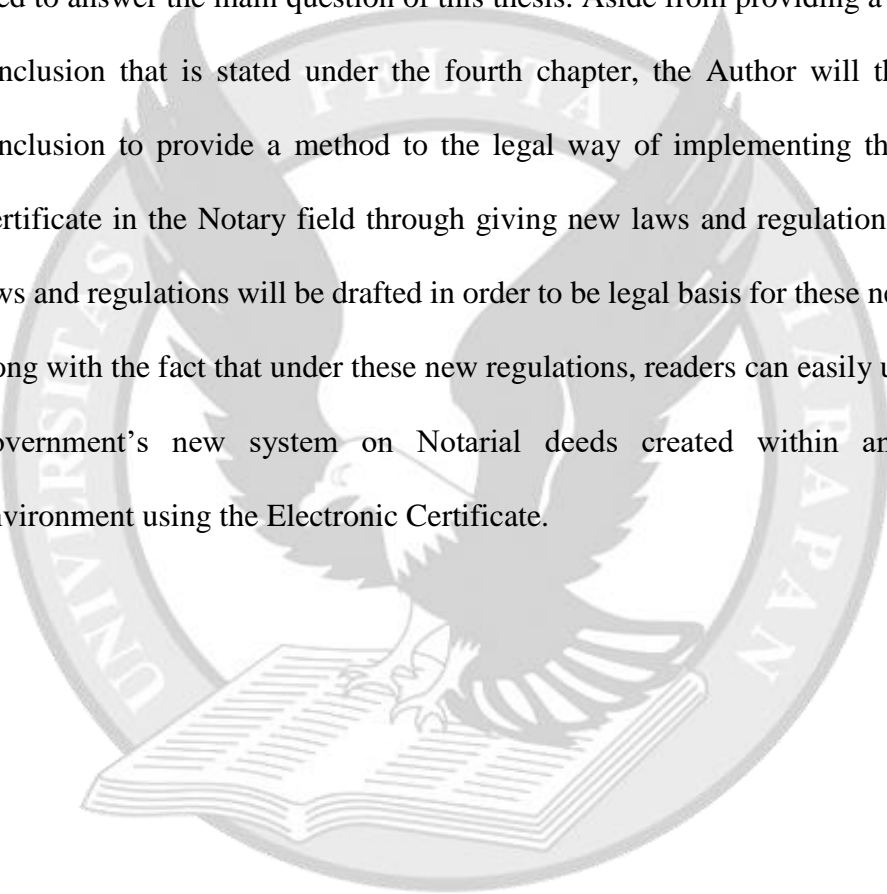 ed to answer the main question of this thesis. Aside from providing a
nclusion that is stated under the fourth chapter, the Author will th
nclusion to provide a method to the legal way of implementing th
ertificate in the Notary field through giving new laws and regulation
ws and regulations will be drafted in order to be legal basis for these ne
ong with the fact that under these new regulations, readers can easily u
overnment's new system on Notarial deeds created within an
nvironment using the Electronic Certificate.
UNIVERSITAS PELITA HARAPAN